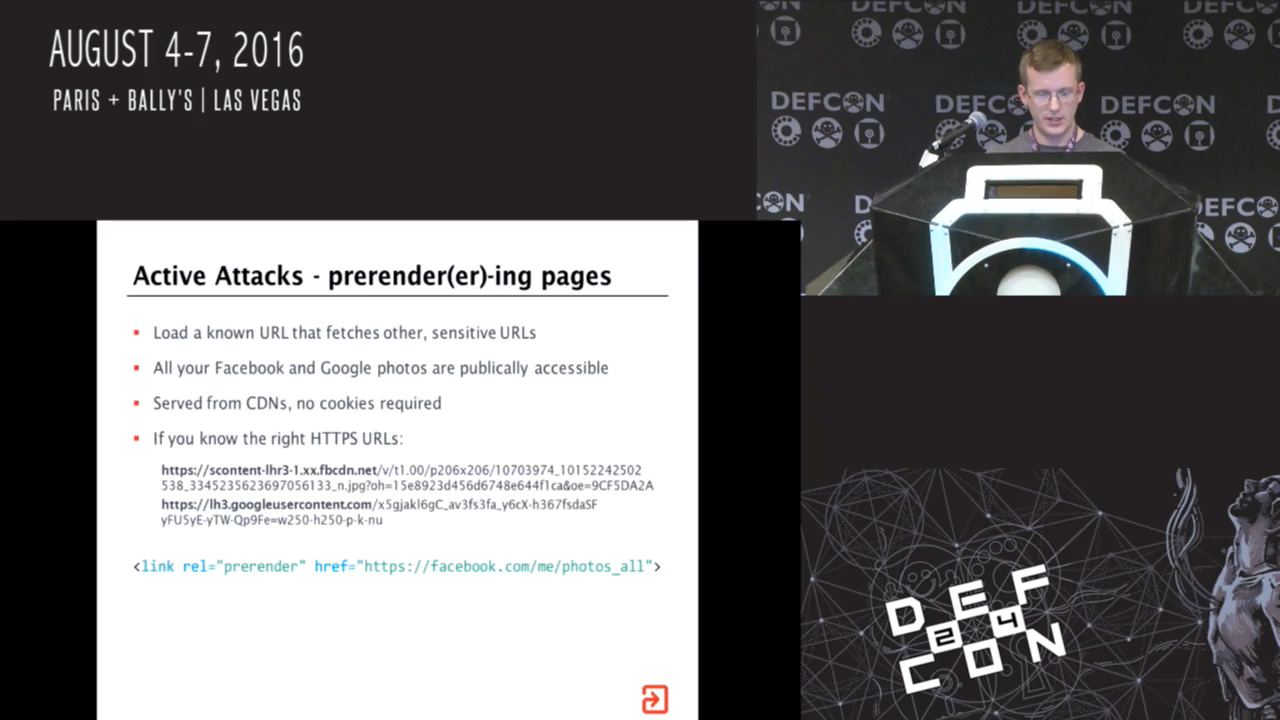 AUGUST 4-7, 2016
PARIS + BALLY'S | LAS VEGAS
DEFCON
DEFCON
DEFCON
Active Attacks - prerender(er)-ing pages
Load a known URL that fetches other, sensitive URLs
All your Facebook and Google photos are publically accessible
Served from CDNs, no cookies required
If you know the right HTTPS URLs:
https://scontent-lhr3-1.xx.fbcdn.net/v/t1.00/p206x206/10703974_10152242502
538_3345235623697056133_n.jpg?oh=15e8923d456d6748e644f1ca&oe=9CF5DA2A
https://lh3.googleusercontent.com/x5gjakl6gC_av3fs3fa_y6cX-h367fsdaSF
yFU5yE-yTW-Qp9Fe=w250-h250-p-k-nu
<link rel="prerender" href="https://facebook.com/me/photos_all">
DEF
24
CON